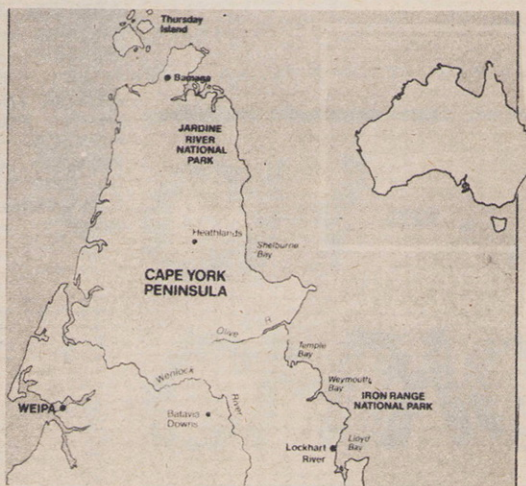 Thursday
Island
Bamaga
JARDINE
RIVER
NATIONAL
PARK
Heathlands
Shelburne
Bay
CAPE YORK
PENINSULA
Olive R.
Temple
Bay
Wenlock
River
Weymouth
Bay
IRON RANGE
NATIONAL PARK
WEIPA
Batavia
Downs
Lockhart
River
Lloyd
Bay